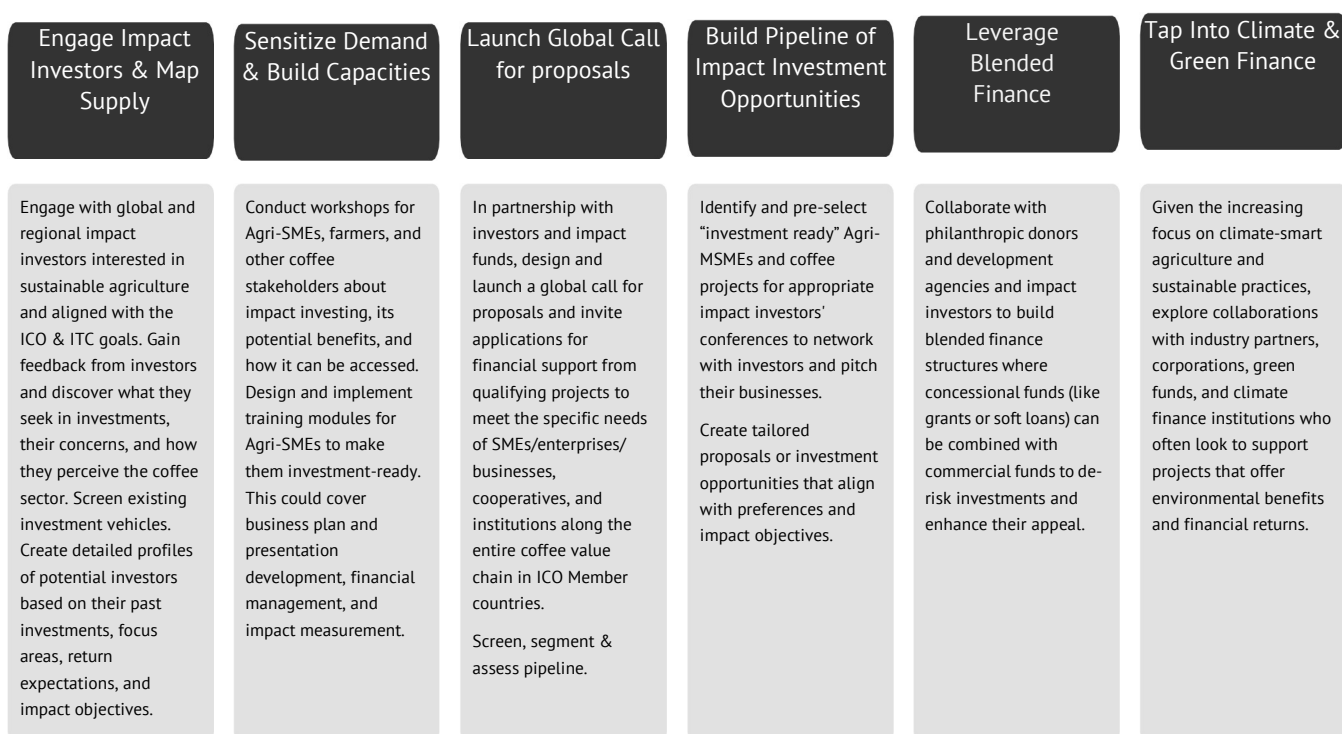 Engage Impact
Investors & Map
Supply
Sensitize Demand
& Build Capacities
Launch Global Call
for proposals
Build Pipeline of
Impact Investment
Opportunities
Leverage
Blended
Finance
Tap Into Climate &
Green Finance
Engage with global and
regional impact
investors interested in
sustainable agriculture
and aligned with the
ICO & ITC goals. Gain
feedback from investors
and discover what they
seek in investments,
their concerns, and how
they perceive the coffee
sector. Screen existing
investment vehicles.
Create detailed profiles
of potential investors
based on their past
investments, focus
areas, return
expectations, and
impact objectives.
Conduct workshops for
Agri-SMEs, farmers, and
other coffee
stakeholders about
impact investing, its
potential benefits, and
how it can be accessed.
Design and implement
training modules for
Agri-SMEs to make
them investment-ready.
This could cover
business plan and
presentation
development, financial
management, and
impact measurement.
In partnership with
investors and impact
funds, design and
launch a global call for
proposals and invite
applications for
financial support from
qualifying projects to
meet the specific needs
of SMEs/enterprises/
businesses,
cooperatives, and
institutions along the
entire coffee value
chain in ICO Member
countries.
Screen, segment &
assess pipeline.
Identify and pre-select
“investment ready” Agri-
MSMEs and coffee
projects for appropriate
impact investors'
conferences to network
with investors and pitch
their businesses.
Create tailored
proposals or investment
opportunities that align
with preferences and
impact objectives.
Collaborate with
philanthropic donors
and development
agencies and impact
investors to build
blended finance
structures where
concessional funds (like
grants or soft loans) can
be combined with
commercial funds to de-
risk investments and
enhance their appeal.
Given the increasing
focus on climate-smart
agriculture and
sustainable practices,
explore collaborations
with industry partners,
corporations, green
funds, and climate
finance institutions who
often look to support
projects that offer
environmental benefits
and financial returns.